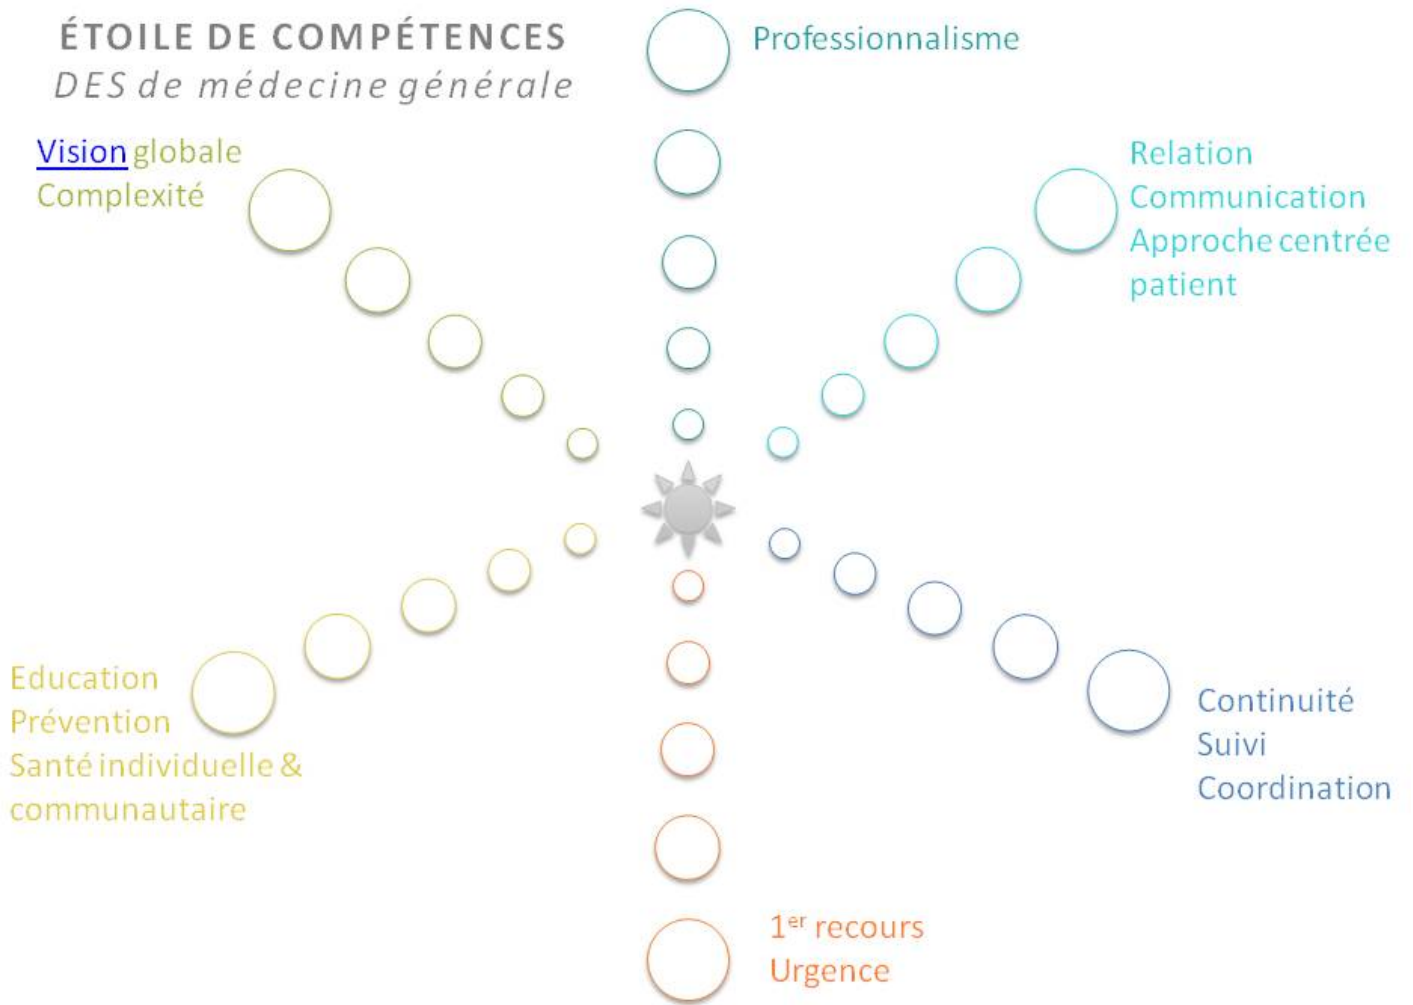 ÉTOILE DE COMPÉTENCES
DES de médecine générale
Professionnalisme
Vision globale
Complexité
Relation
Communication
Approche centrée
patient
Education
Prévention
Santé individuelle &
communautaire
Continuité
Suivi
Coordination
1er recours
Urgence